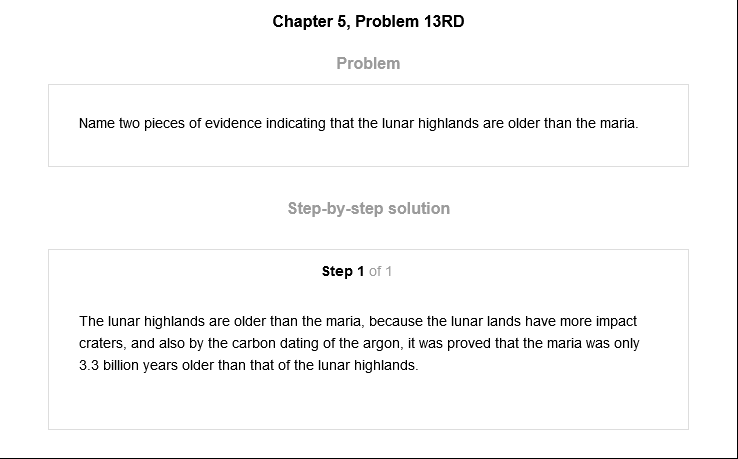 Chapter 5, Problem 13RD
Problem
Name two pieces of evidence indicating that the lunar highlands are older than the maria.
Step-by-step solution
Step 1 of 1
The lunar highlands are older than the maria, because the lunar lands have more impact
craters, and also by the carbon dating of the argon, it was proved that the maria was only
3.3 billion years older than that of the lunar highlands.